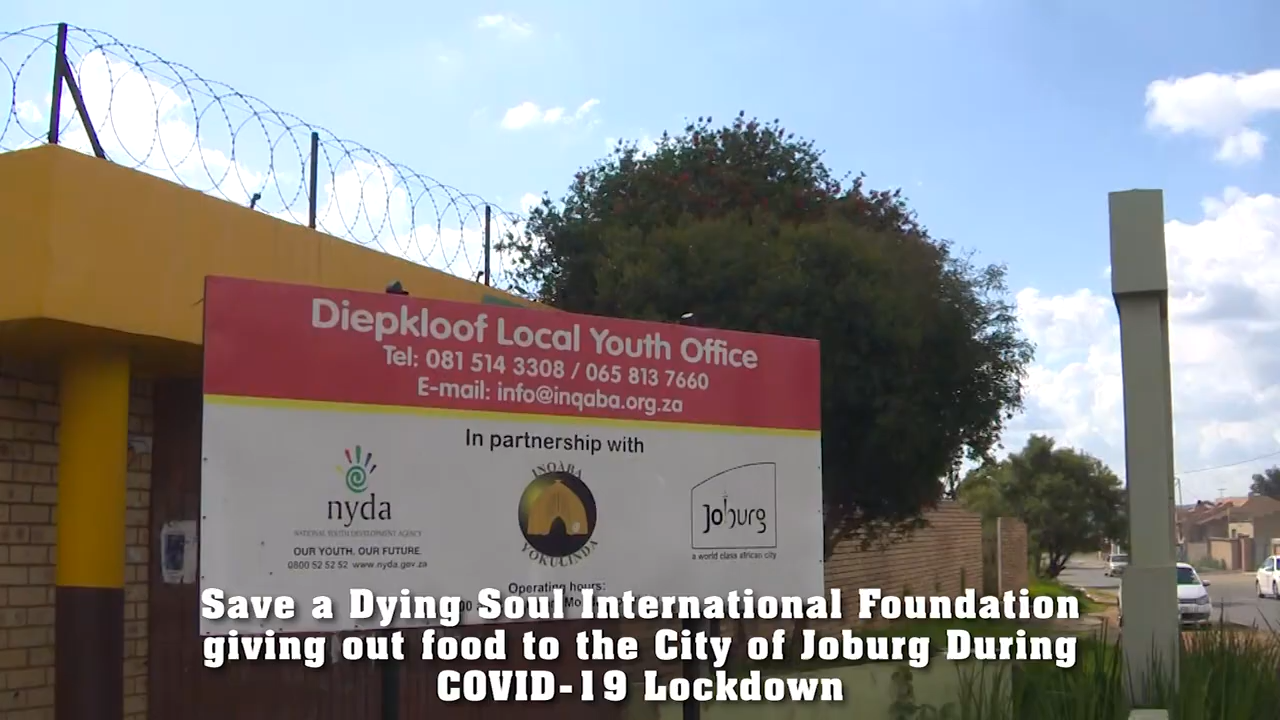 Diepkloof Local Youth Office
Tel: 081 514 3308 / 065 813 7660
E-mail: info@inqaba.org.za
In partnership with
nyda
NATIONAL YOUTH DEVELOPMENT AGENCY
OUR YOUTH. OUR FUTURE.
0800 52 52 52 www.nyda.gov.za
INQABA
YOKULINDA
Joburg
a world class african city
Operating hours:
Save a Dying Soul International Foundation
giving out food to the City of Joburg During
COVID-19 Lockdown